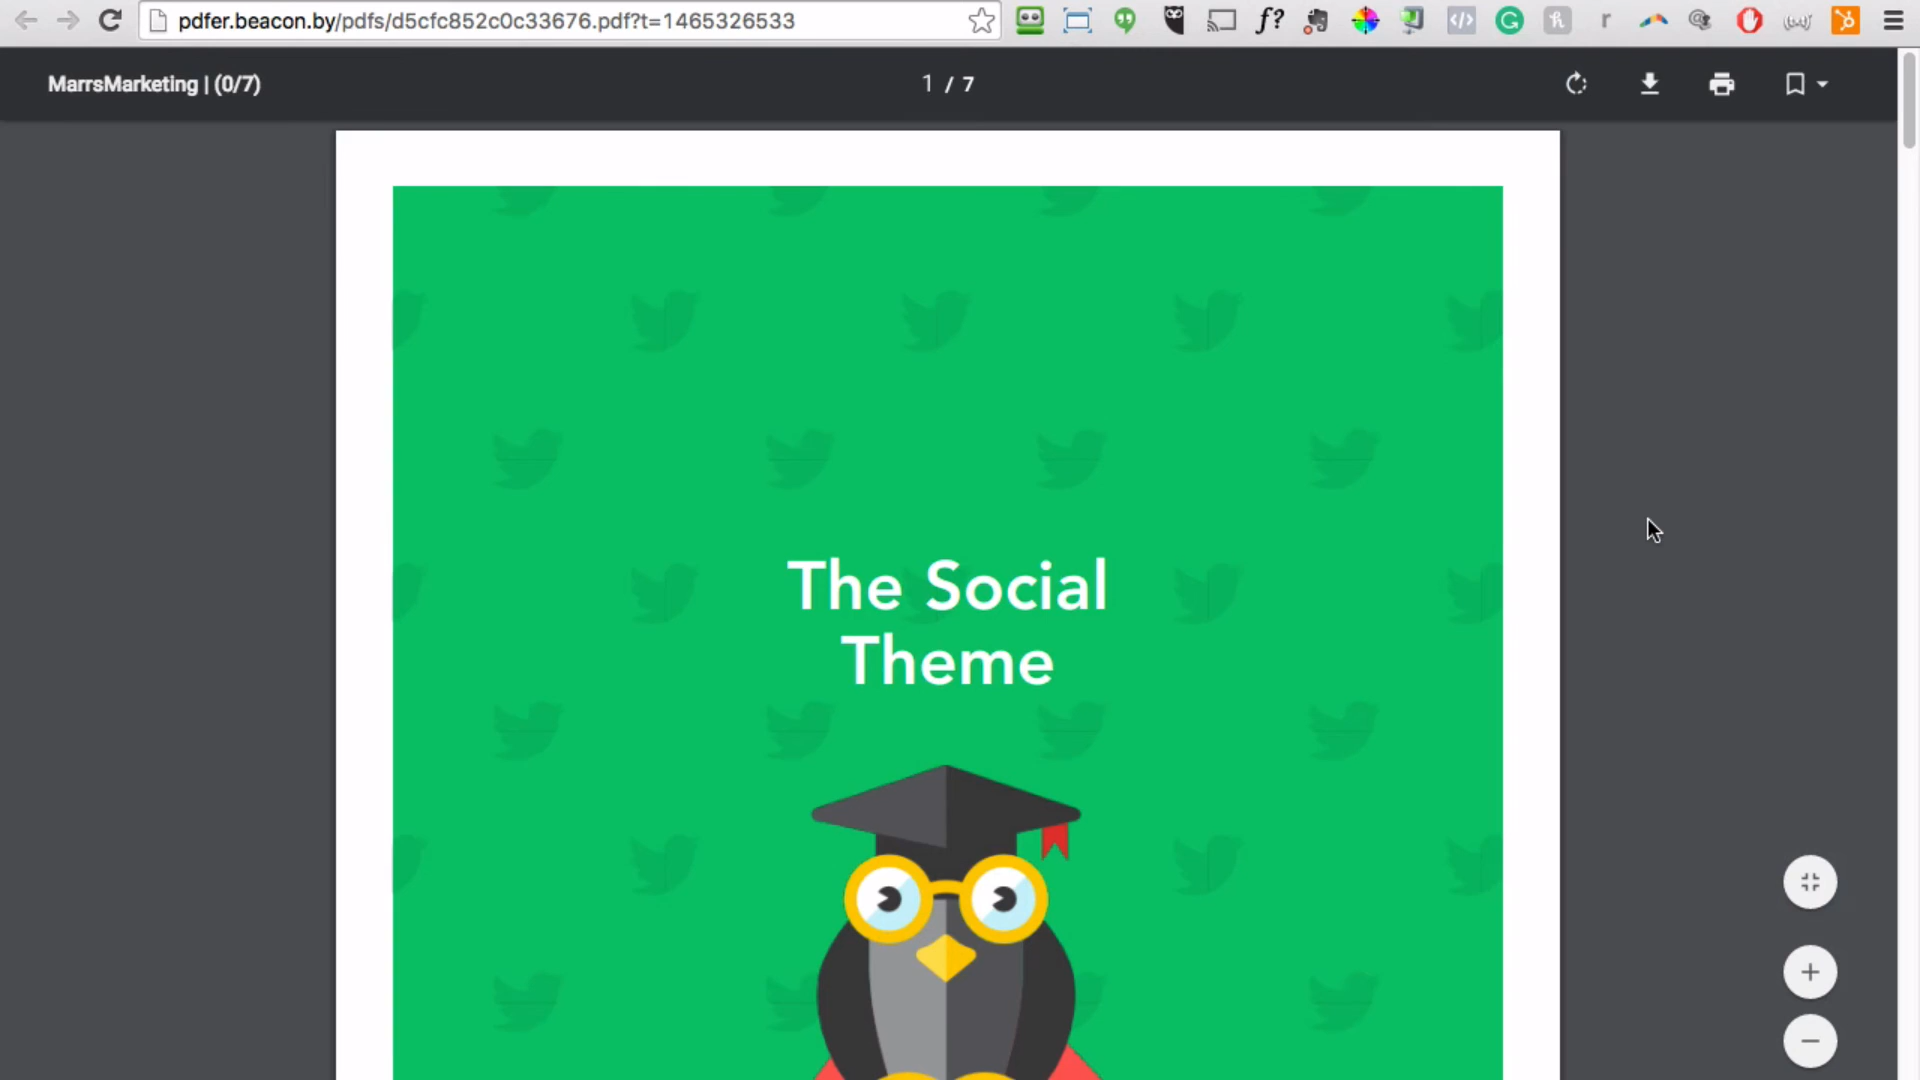 pdfer.beacon.by/pdfs/d5cfc852c0c33676.pdf?t=1465326533
f?
</>
r
MarrsMarketing | (0/7)
1 / 7
The Social
Theme